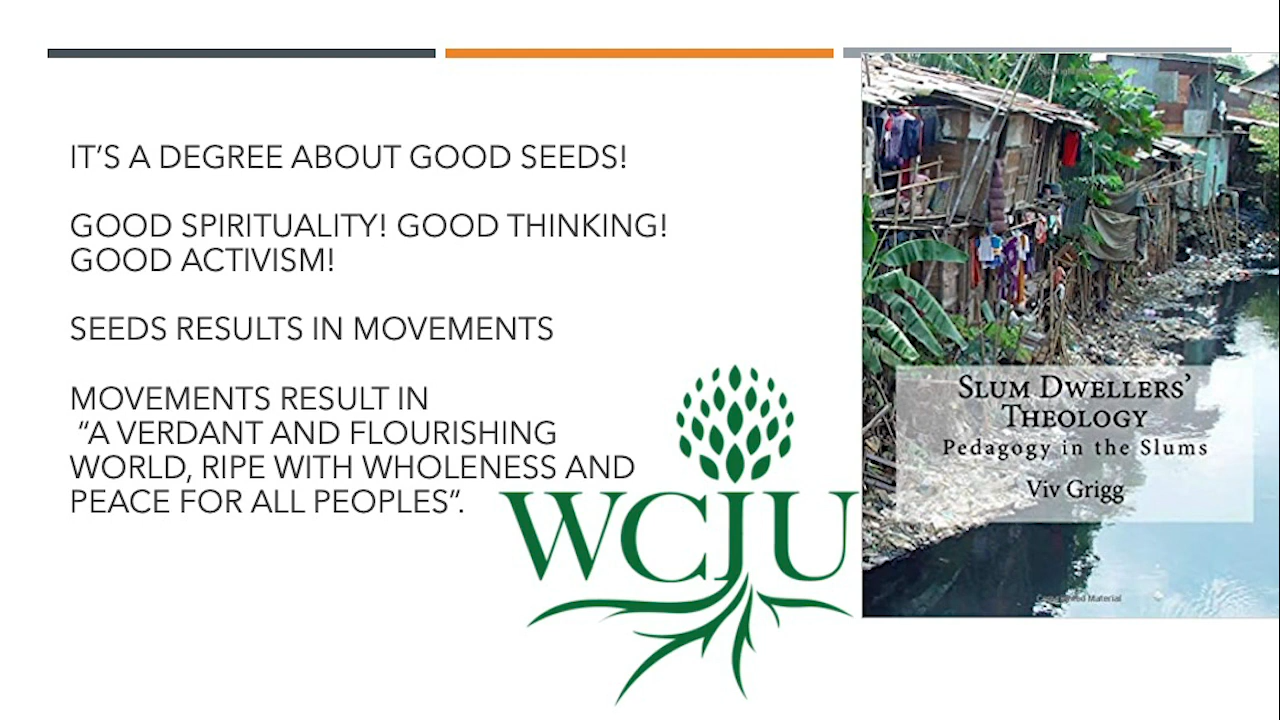 IT'S A DEGREE ABOUT GOOD SEEDS!
GOOD SPIRITUALITY! GOOD THINKING!
GOOD ACTIVISM!
SEEDS RESULTS IN MOVEMENTS
MOVEMENTS RESULT IN
"A VERDANT AND FLOURISHING
WORLD, RIPE WITH WHOLENESS AND
PEACE FOR ALL PEOPLES".
WCJU
SLUM DWELLERS'
THEOLOGY
Pedagogy in the Slums
Viv Grigg
Material